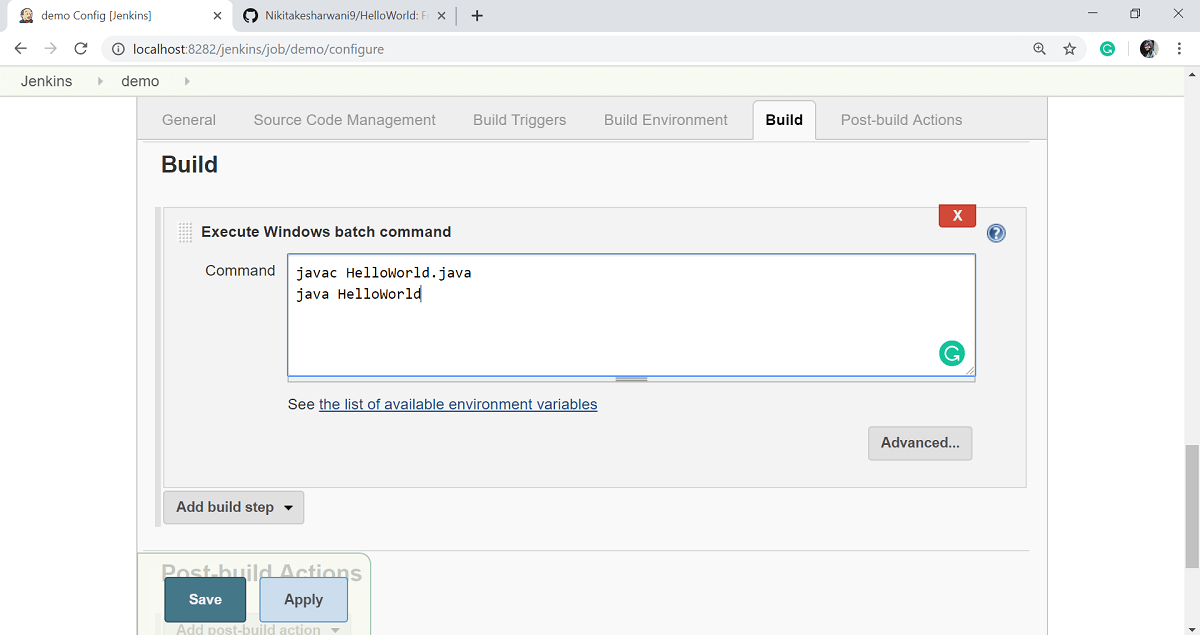 demo Config [Jenkins]
Nikitakesharwani9/HelloWorld: F
localhost:8282/jenkins/job/demo/configure
Jenkins demo
General Source Code Management Build Triggers Build Environment Build Post-build Actions
Build
X
Execute Windows batch command
?
Command
javac HelloWorld.java
java HelloWorld
See the list of available environment variables
Advanced...
Add build step
Post-build Actions
Save Apply
Add post-build action